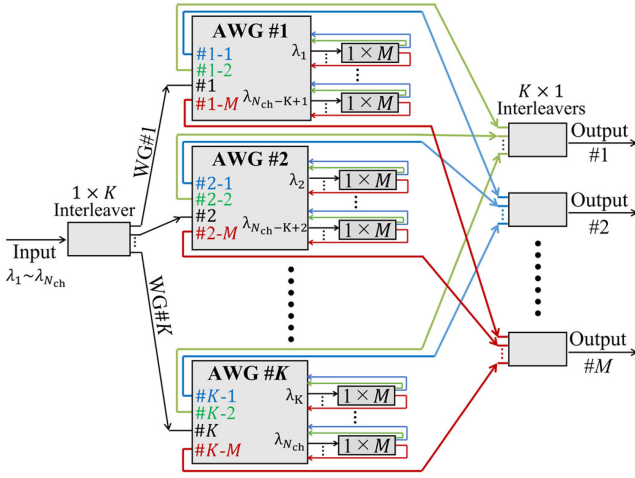 AWG #1
#1-1
#1-2
#1
#1-M
λ1
1 × M
λNch−K+1
1 × M
WG#1
K × 1
Interleavers
Output
#1
AWG #2
#2-1
#2-2
#2
#2-M
λ2
1 × M
λNch−K+2
1 × M
1 × K
Interleaver
Input
λ1~λNch
Output
#2
WG#K
AWG #K
#K-1
#K-2
#K
#K-M
λK
1 × M
λNch
1 × M
Output
#M